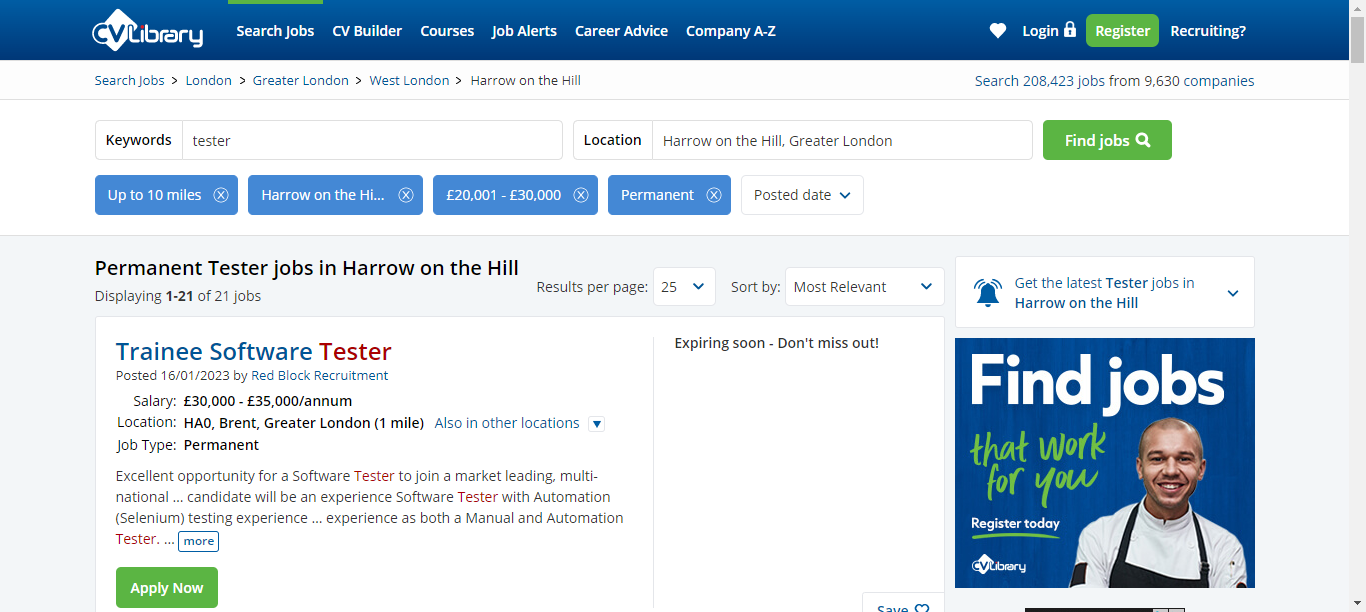 CVLibrary
Search Jobs CV Builder Courses Job Alerts Career Advice Company A-Z Login Register Recruiting?
Search Jobs > London > Greater London > West London > Harrow on the Hill
Search 208,423 jobs from 9,630 companies
Keywords tester
Location Harrow on the Hill, Greater London
Find jobs
Up to 10 miles
Harrow on the Hi...
£20,001 - £30,000
Permanent
Posted date
Permanent Tester jobs in Harrow on the Hill
Displaying 1-21 of 21 jobs
Results per page: 25
Sort by: Most Relevant
Trainee Software Tester
Posted 16/01/2023 by Red Block Recruitment
Salary: £30,000 - £35,000/annum
Location: HA0, Brent, Greater London (1 mile) Also in other locations
Job Type: Permanent
Excellent opportunity for a Software Tester to join a market leading, multi-
national ... candidate will be an experience Software Tester with Automation
(Selenium) testing experience ... experience as both a Manual and Automation
Tester. ... more
Apply Now
Expiring soon - Don't miss out!
Save
Get the latest Tester jobs in
Harrow on the Hill
Find jobs
that work
for you
Register today
CVLibrary